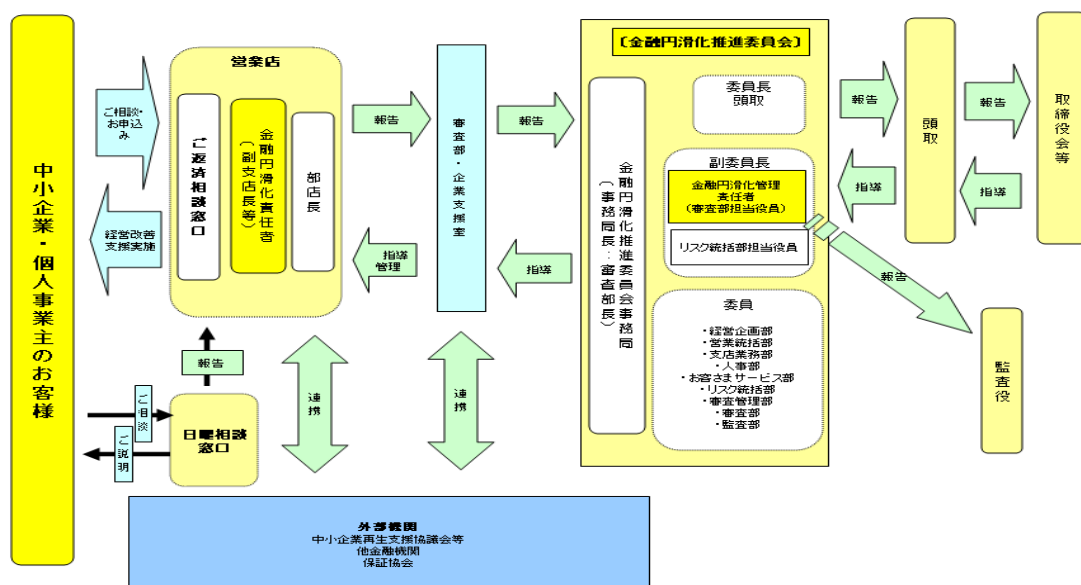 中小企業・個人事業主のお客様
ご相談・
お申込
み
経営改善
支援実施
営業店
ご返済相談窓口
金融円滑化責任者
(副支店長等)
部店長
報告
指導
管理
報告
ご相談
ご説明
日曜相談
窓口
連携
審査部・企業支援室
報告
指導
連携
〔金融円滑化推進委員会〕
金融円滑化推進委員会事務局
(事務局長:審査部長)
委員長
頭取
副委員長
金融円滑化管理
責任者
(審査部担当役員)
リスク統括部担当役員
委員
・経営企画部
・営業統括部
・支店業務部
・人事部
・お客さまサービス部
・リスク統括部
・審査管理部
・審査部
・監査部
報告
指導
頭取
報告
指導
取締役会等
報告
監査役
外部機関
中小企業再生支援協議会等
他金融機関
保証協会